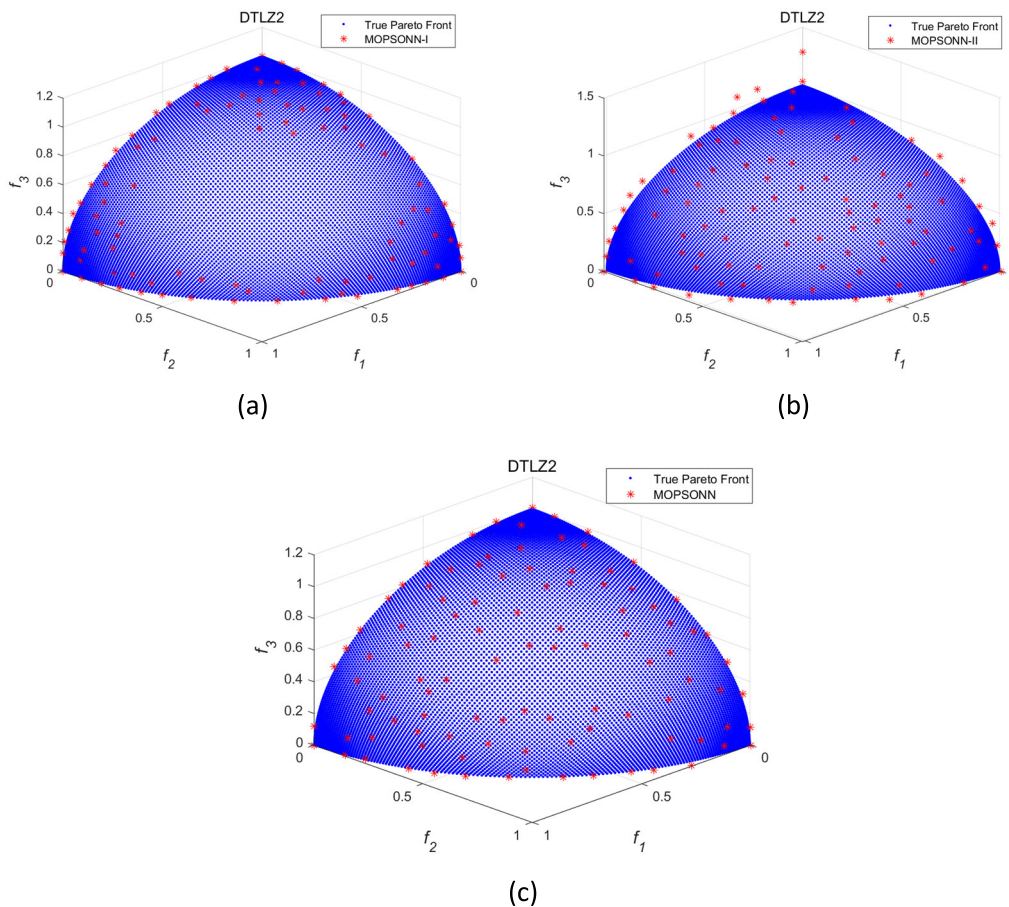 DTLZ2
True Pareto Front
MOPSONN-I
1.2
1
0.8
0.6
0.4
0.2
0
f3
0
0.5
1
f2
1
0.5
0
f1
(a)
DTLZ2
True Pareto Front
MOPSONN-II
1.5
1
0.5
0
f3
0
0.5
1
f2
1
0.5
0
f1
(b)
DTLZ2
True Pareto Front
MOPSONN
1.2
1
0.8
0.6
0.4
0.2
0
f3
0
0.5
1
f2
1
0.5
0
f1
(c)